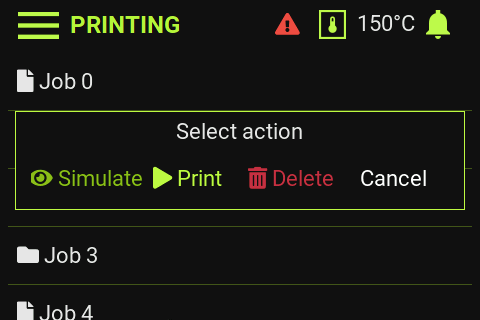 PRINTING 150°C
Job 0
Select action
Simulate Print Delete Cancel
Job 3
Job 4